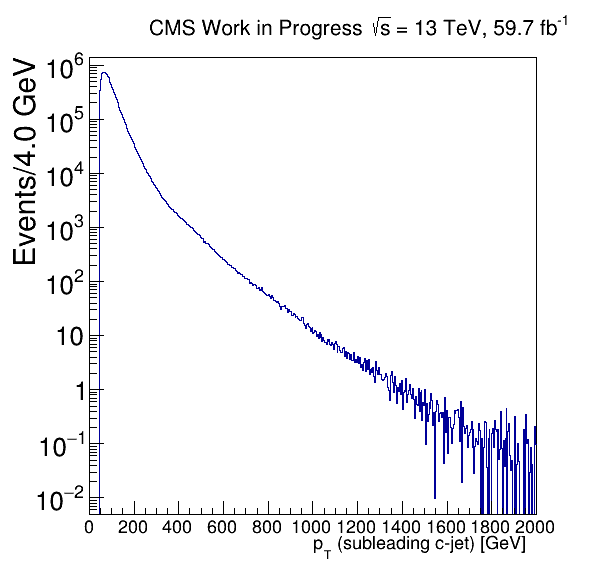 CMS Work in Progress √s = 13 TeV, 59.7 fb⁻¹
Events/4.0 GeV
10⁶
10⁵
10⁴
10³
10²
10
1
10⁻¹
10⁻²
0 200 400 600 800 1000 1200 1400 1600 1800 2000
p_T (subleading c-jet) [GeV]